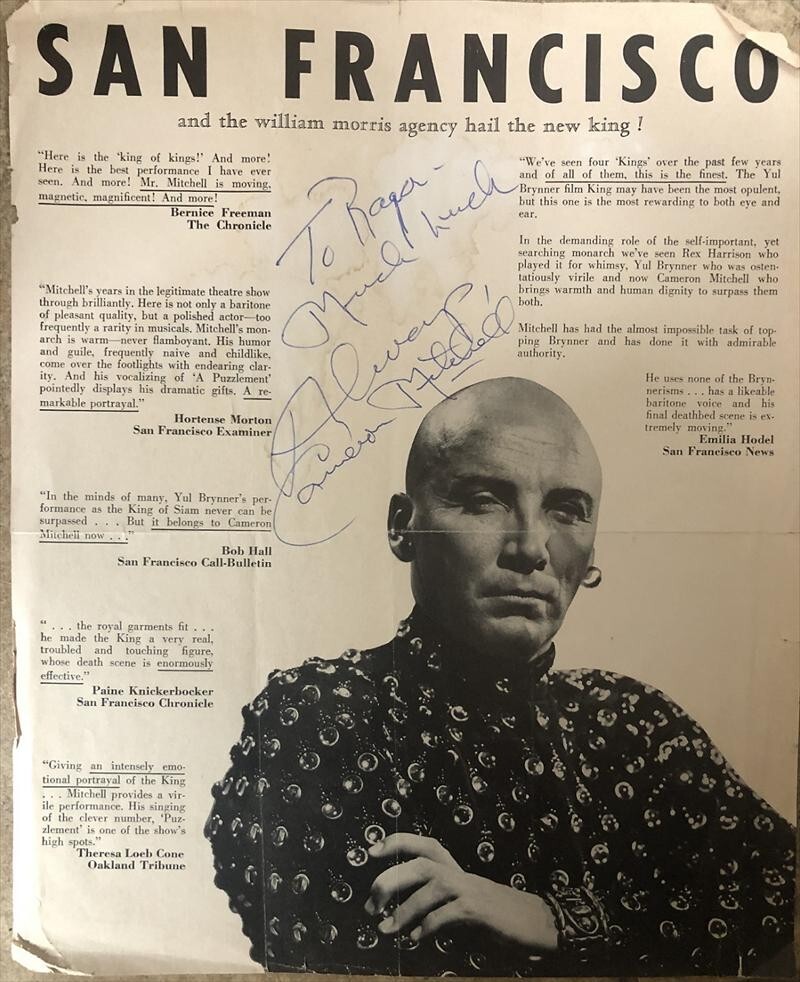 SAN FRANCISCO
and the william morris agency hail the new king !
"Here is the 'king of kings!' And more!
Here is the best performance I have ever
seen. And more! Mr. Mitchell is moving,
magnetic, magnificent! And more!
Bernice Freeman
The Chronicle
"Mitchell's years in the legitimate theatre show
through brilliantly. Here is not only a baritone
of pleasant quality, but a polished actor—too
frequently a rarity in musicals. Mitchell's mon-
arch is warm—never flamboyant. His humor
and guile, frequently naive and childlike,
come over the footlights with endearing clar-
ity. And his vocalizing of 'A Puzzlement'
pointedly displays his dramatic gifts. A re-
markable portrayal."
Hortense Morton
San Francisco Examiner
"In the minds of many, Yul Brynner's per-
formance as the King of Siam never can be
surpassed . . . But it belongs to Cameron
Mitchell now . . ."
Bob Hall
San Francisco Call-Bulletin
" . . . the royal garments fit . . .
he made the King a very real,
troubled and touching figure,
whose death scene is enormously
effective."
Paine Knickerbocker
San Francisco Chronicle
"Giving an intensely emo-
tional portrayal of the King
. . . Mitchell provides a vir-
ile performance. His singing
of the clever number, 'Puz-
zlement' is one of the show's
high spots."
Theresa Loeb Cone
Oakland Tribune
To Roger -
Much Luck
Always!
Cameron Mitchell
"We've seen four 'Kings' over the past few years
and of all of them, this is the finest. The Yul
Brynner film King may have been the most opulent,
but this one is the most rewarding to both eye and
ear.
In the demanding role of the self-important, yet
searching monarch we've seen Rex Harrison who
played it for whimsy, Yul Brynner who was osten-
tatiously virile and now Cameron Mitchell who
brings warmth and human dignity to surpass them
both.
Mitchell has had the almost impossible task of top-
ping Brynner and has done it with admirable
authority.
He uses none of the Bryn-
nerisms . . . has a likeable
baritone voice and his
final deathbed scene is ex-
tremely moving."
Emilia Hodel
San Francisco News